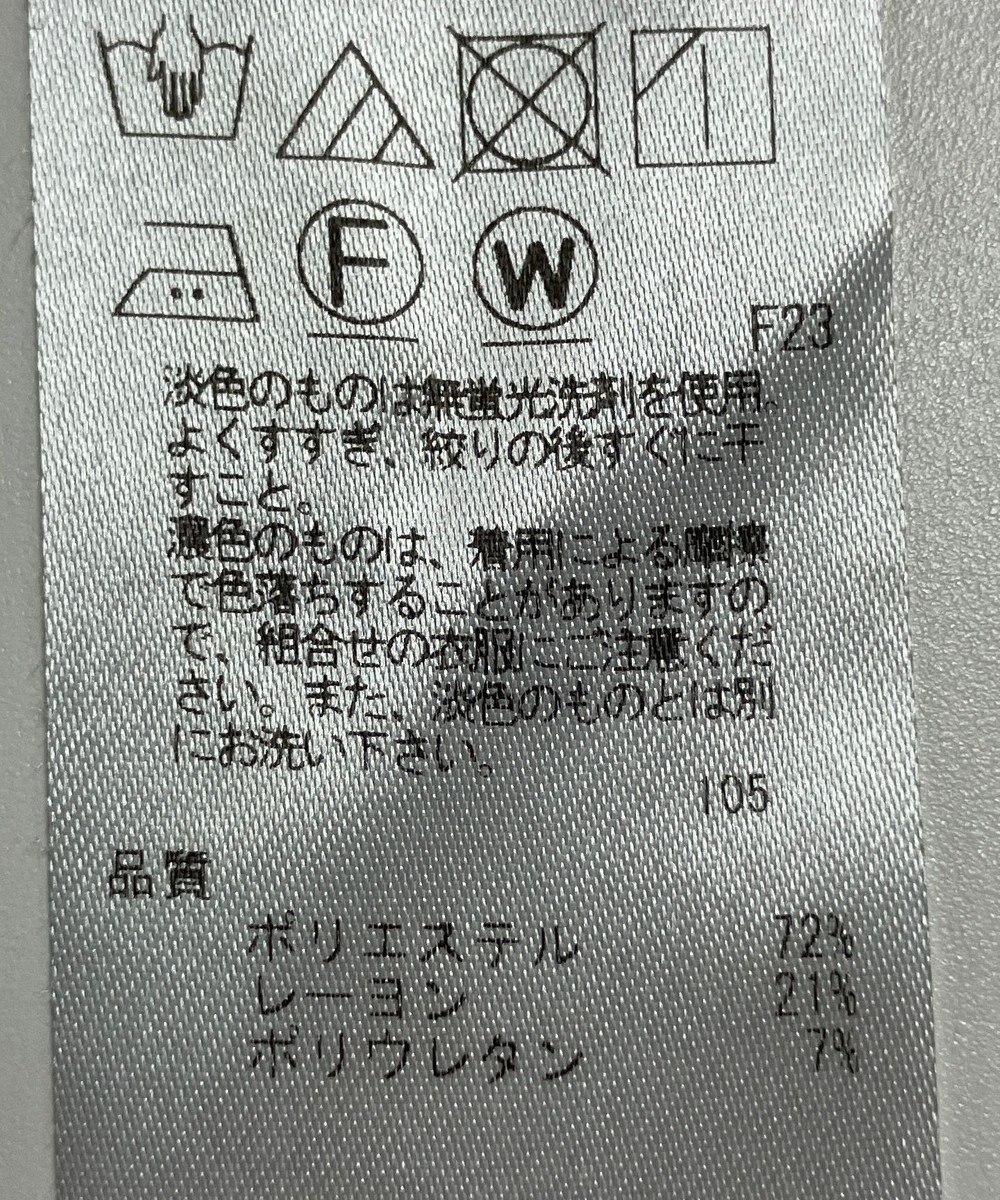 F
W
F23
淡色のものは無蛍光洗剤を使用、
よくすすぎ、絞りの後すぐに干
すこと。
濃色のものは、着用による摩擦
で色落ちすることがありますの
で、組合せの衣服にご注意くだ
さい。また、淡色のものとは別
にお洗い下さい。
105
品質
ポリエステル 72%
レーヨン 21%
ポリウレタン 7%